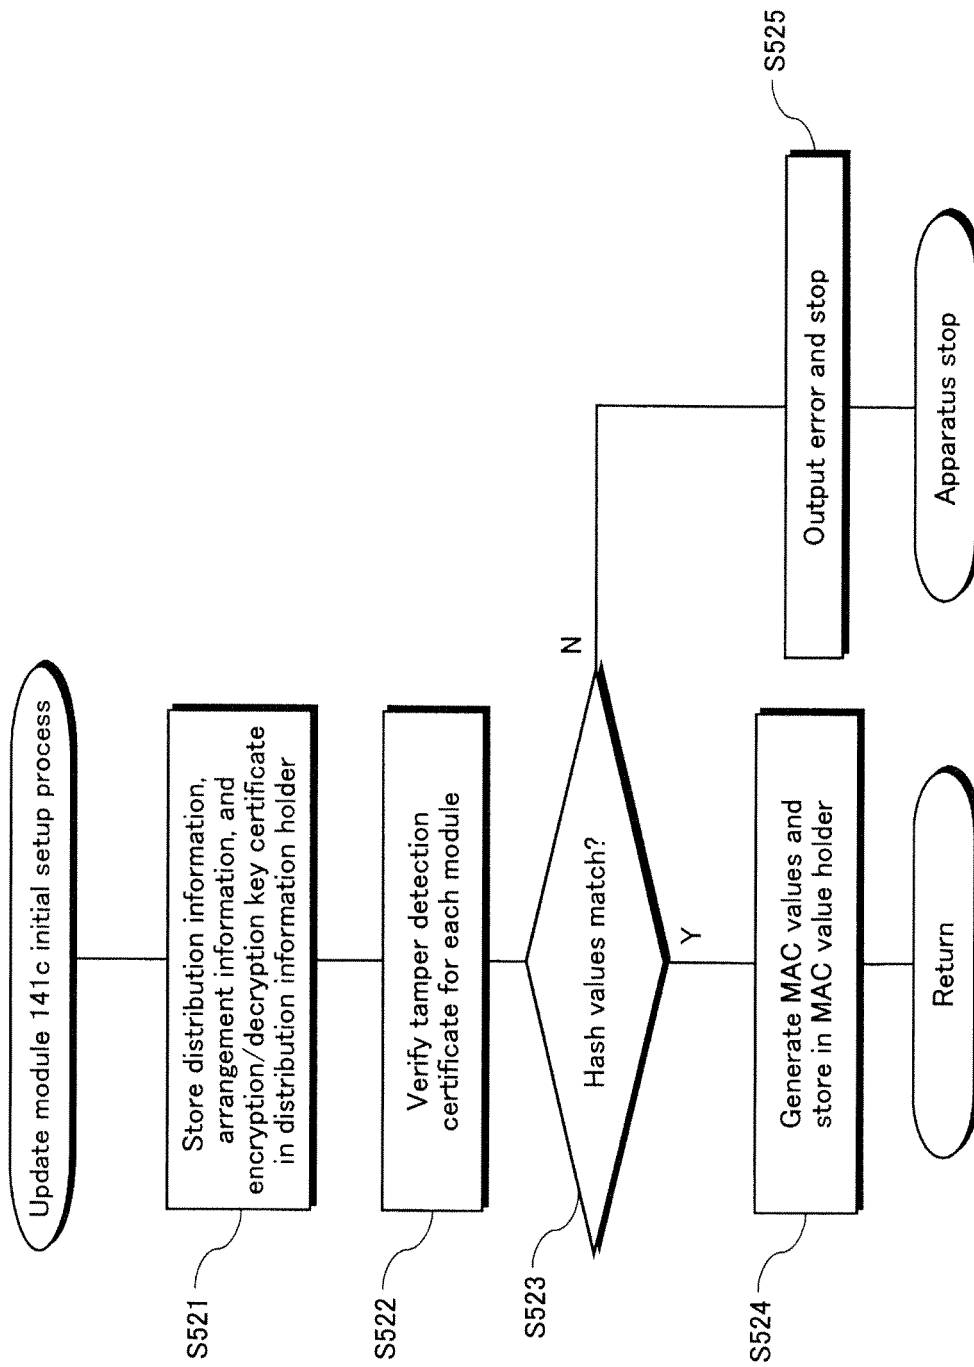 Update module 141c initial setup process
S521
Store distribution information,
arrangement information, and
encryption/decryption key certificate
in distribution information holder
S522
Verify tamper detection
certificate for each module
S523
Hash values match?
N
Y
S524
Generate MAC values and
store in MAC value holder
S525
Output error and stop
Return
Apparatus stop